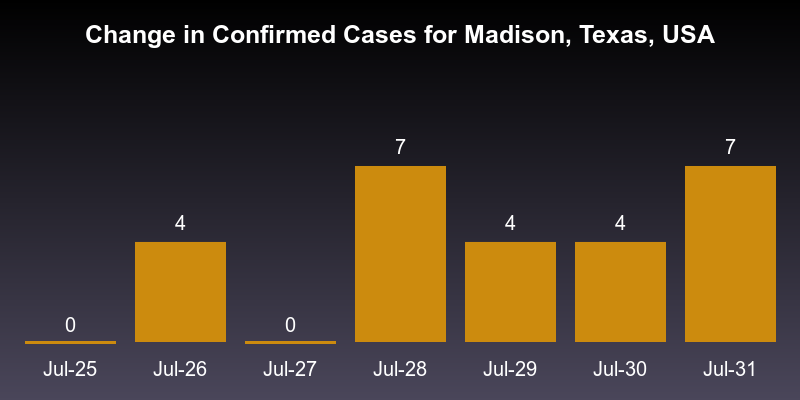 Change in Confirmed Cases for Madison, Texas, USA
0 4 0 7 4 4 7
Jul-25 Jul-26 Jul-27 Jul-28 Jul-29 Jul-30 Jul-31